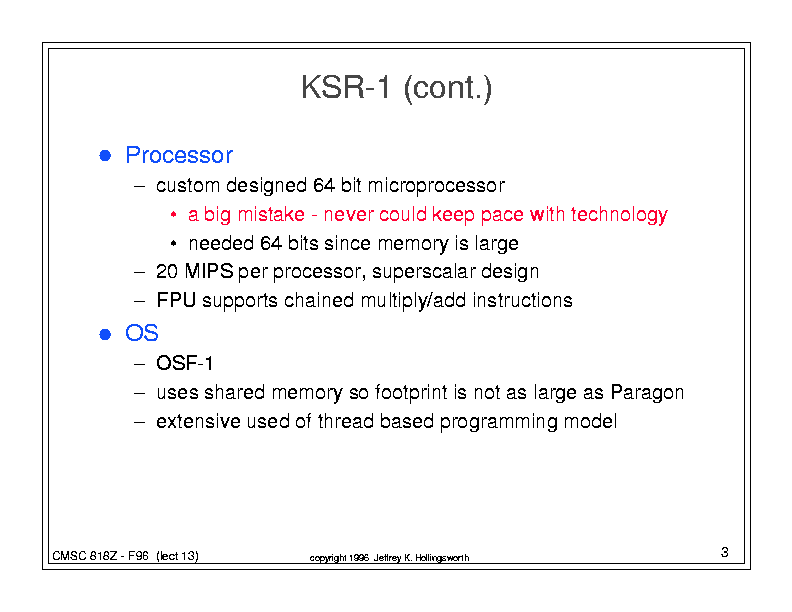 KSR-1 (cont.)
● Processor
– custom designed 64 bit microprocessor
• a big mistake - never could keep pace with technology
• needed 64 bits since memory is large
– 20 MIPS per processor, superscalar design
– FPU supports chained multiply/add instructions
● OS
– OSF-1
– uses shared memory so footprint is not as large as Paragon
– extensive used of thread based programming model
CMSC 818Z - F96 (lect 13)
copyright 1996 Jeffrey K. Hollingsworth
3